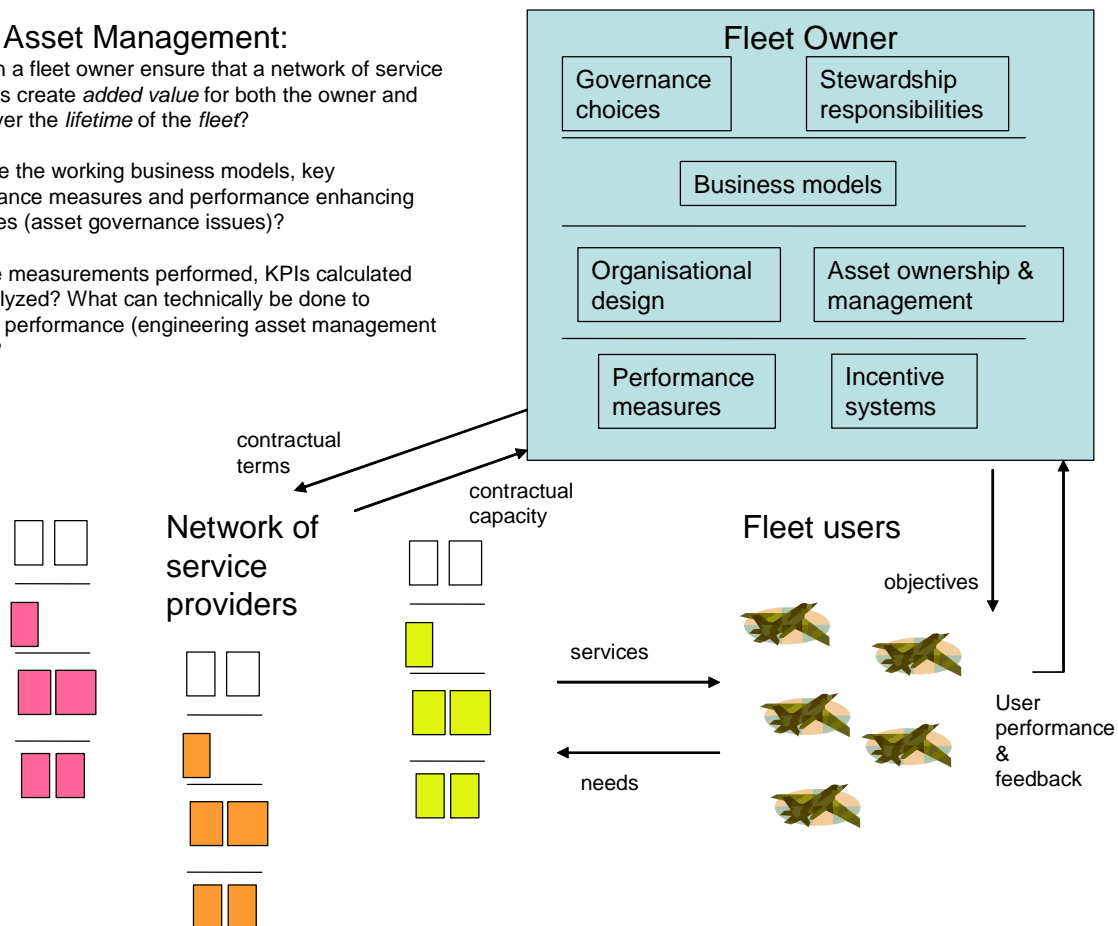 Asset Management:
n a fleet owner ensure that a network of service
s create added value for both the owner and
ver the lifetime of the fleet?
e the working business models, key
ance measures and performance enhancing
es (asset governance issues)?
e measurements performed, KPIs calculated
lyzed? What can technically be done to
performance (engineering asset management
?
Fleet Owner
Governance
choices
Stewardship
responsibilities
Business models
Organisational
design
Asset ownership &
management
Performance
measures
Incentive
systems
contractual
terms
contractual
capacity
Network of
service
providers
Fleet users
objectives
services
needs
User
performance
&
feedback